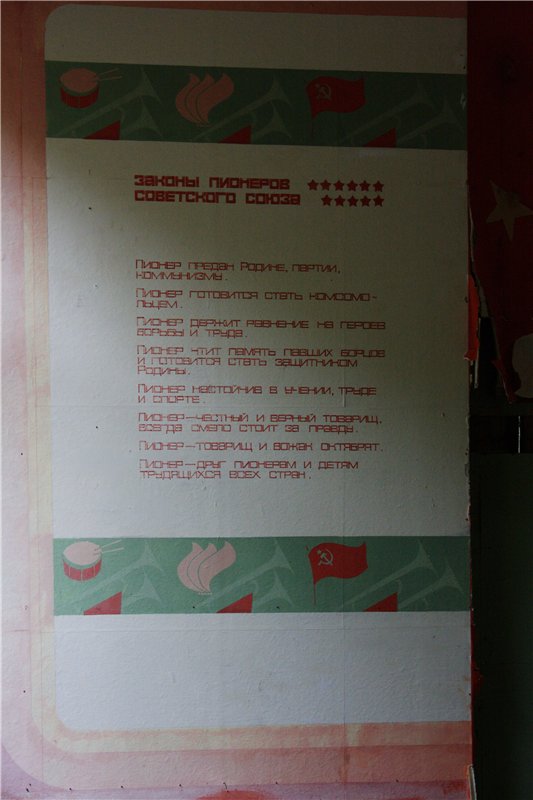 Законы пионеров
Советского Союза
Пионер предан Родине, партии,
коммунизму.
Пионер готовится стать комсомо-
льцем.
Пионер держит равнение на героев
борьбы и труда.
Пионер чтит память павших борцов
и готовится стать защитником
Родины.
Пионер настойчив в учении, труде
и спорте.
Пионер—честный и верный товарищ,
всегда смело стоит за правду.
Пионер—товарищ и вожак октябрят.
Пионер—друг пионерам и детям
трудящихся всех стран.